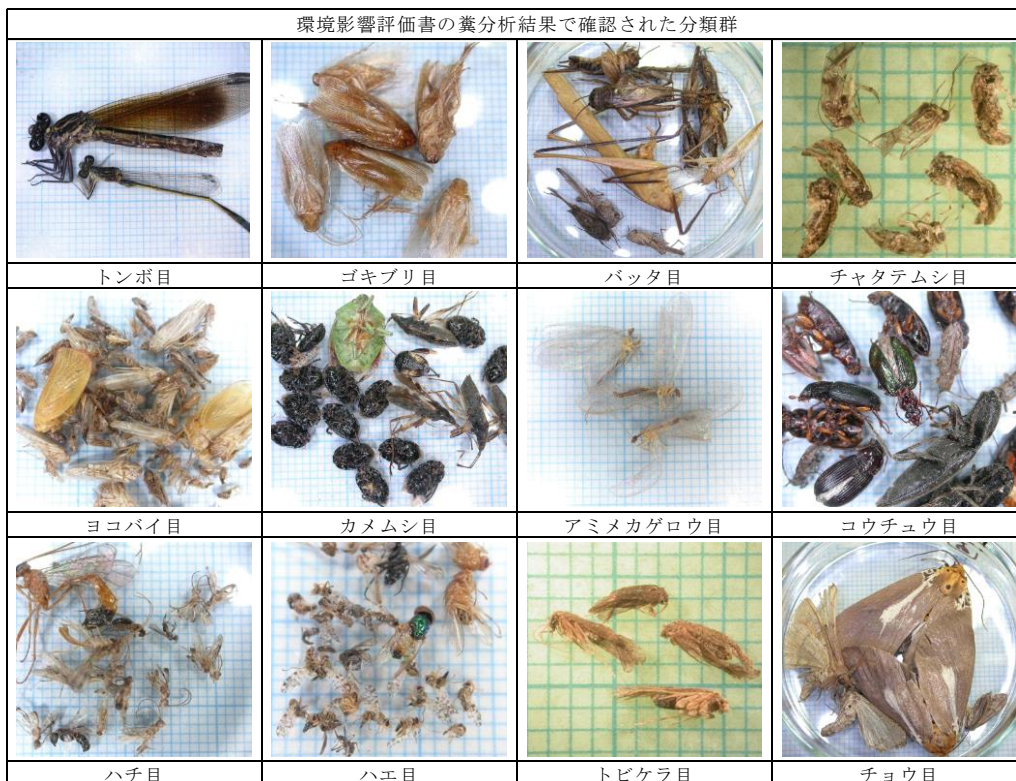 環境影響評価書の糞分析結果で確認された分類群
トンボ目
ゴキブリ目
バッタ目
チャタテムシ目
ヨコバイ目
カメムシ目
アミメカゲロウ目
コウチュウ目
ハチ目
ハエ目
トビケラ目
チョウ目